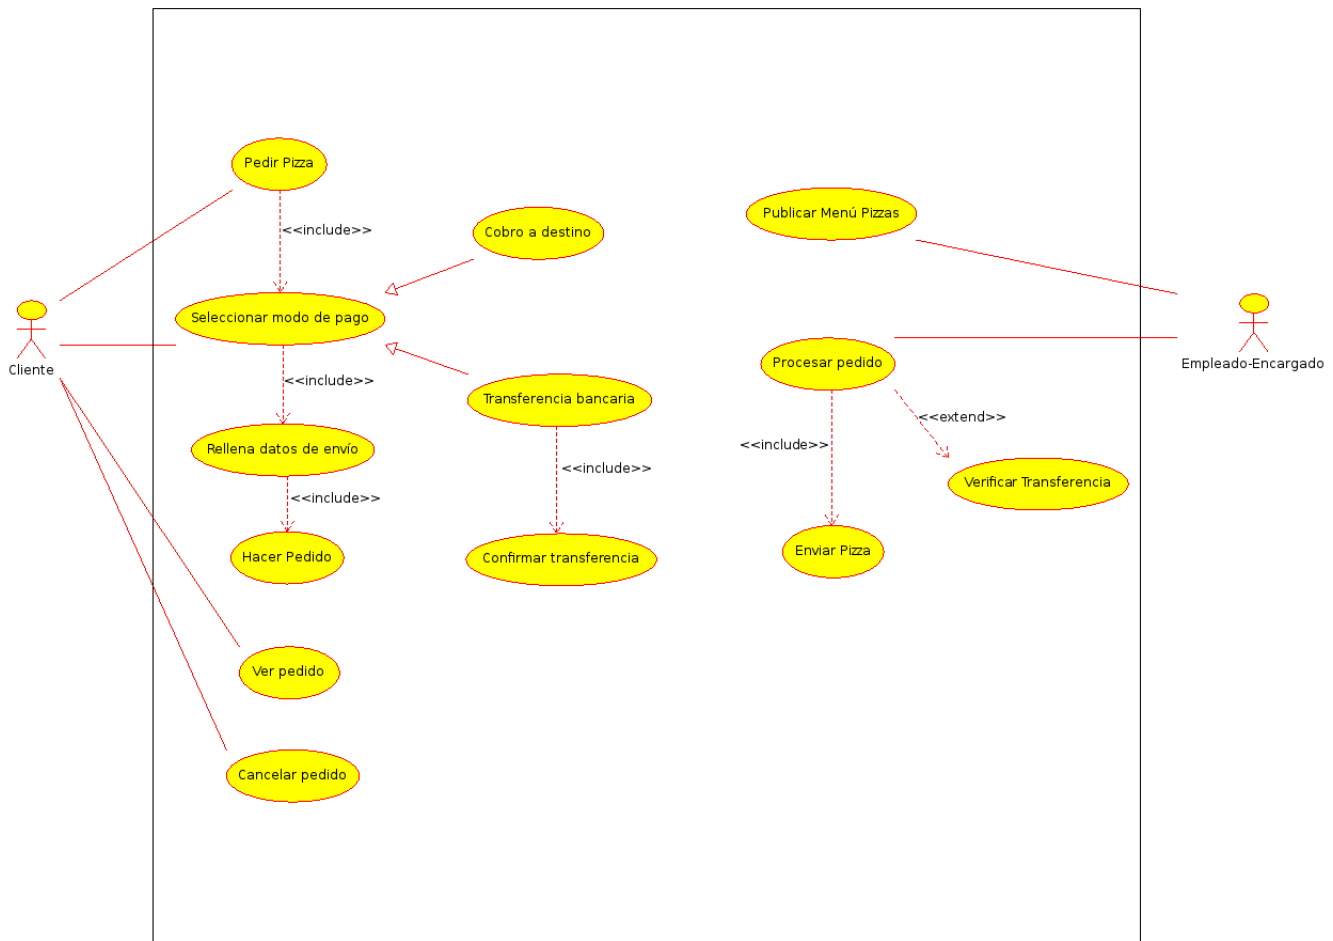 Pedir Pizza
<<include>>
Cobro a destino
Publicar Menú Pizzas
Seleccionar modo de pago
Cliente
Procesar pedido
Empleado-Encargado
<<include>>
Transferencia bancaria
<<extend>>
Rellena datos de envío
<<include>>
<<include>>
Verificar Transferencia
<<include>>
Hacer Pedido
Confirmar transferencia
Enviar Pizza
Ver pedido
Cancelar pedido